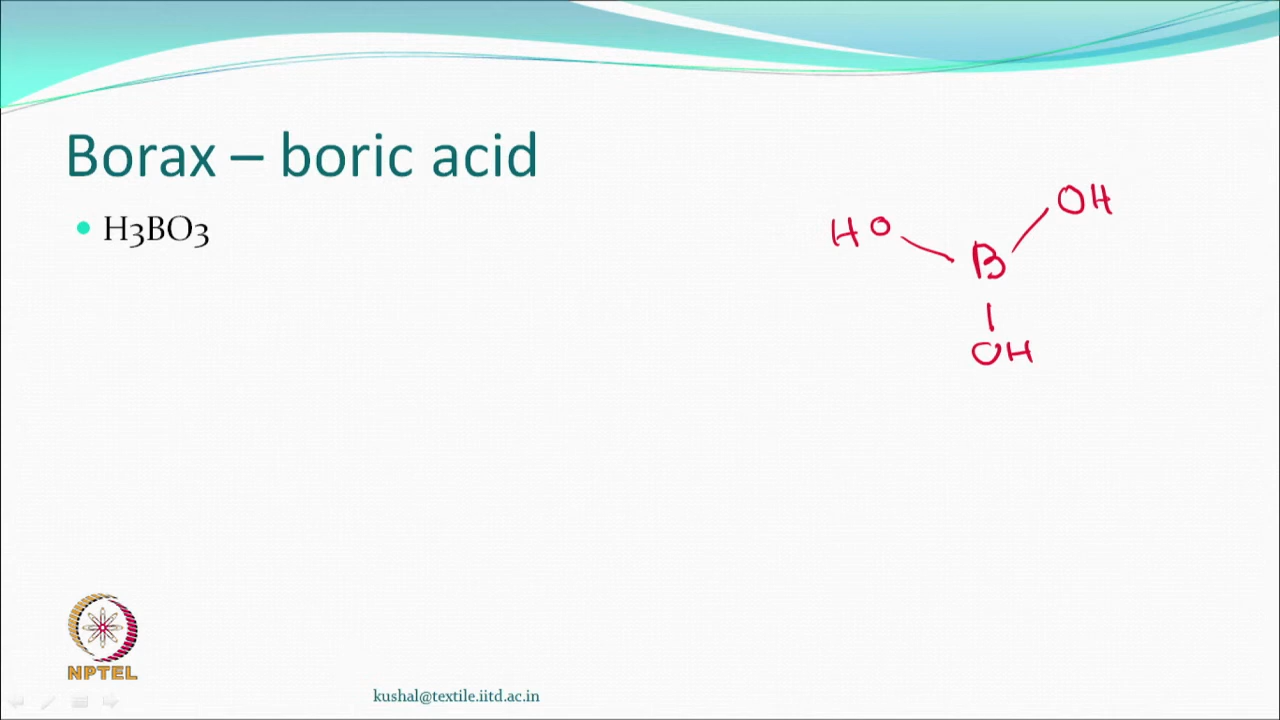 Borax – boric acid
H3BO3
OH
HO
B
OH
NPTEL
kushal@textile.iitd.ac.in